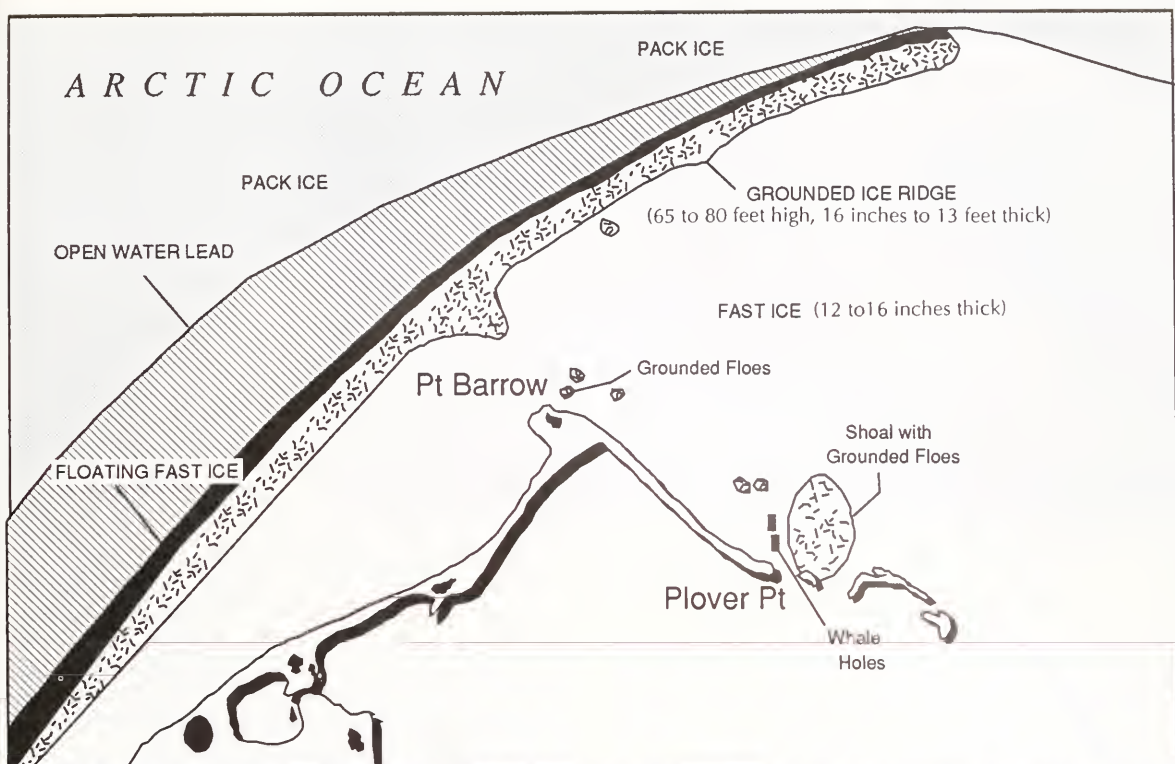 PACK ICE
ARCTIC OCEAN
PACK ICE
GROUNDED ICE RIDGE
(65 to 80 feet high, 16 inches to 13 feet thick)
OPEN WATER LEAD
FAST ICE (12 to16 inches thick)
Grounded Floes
Pt Barrow
Shoal with
Grounded Floes
FLOATING FAST ICE
Plover Pt
Whale
Holes